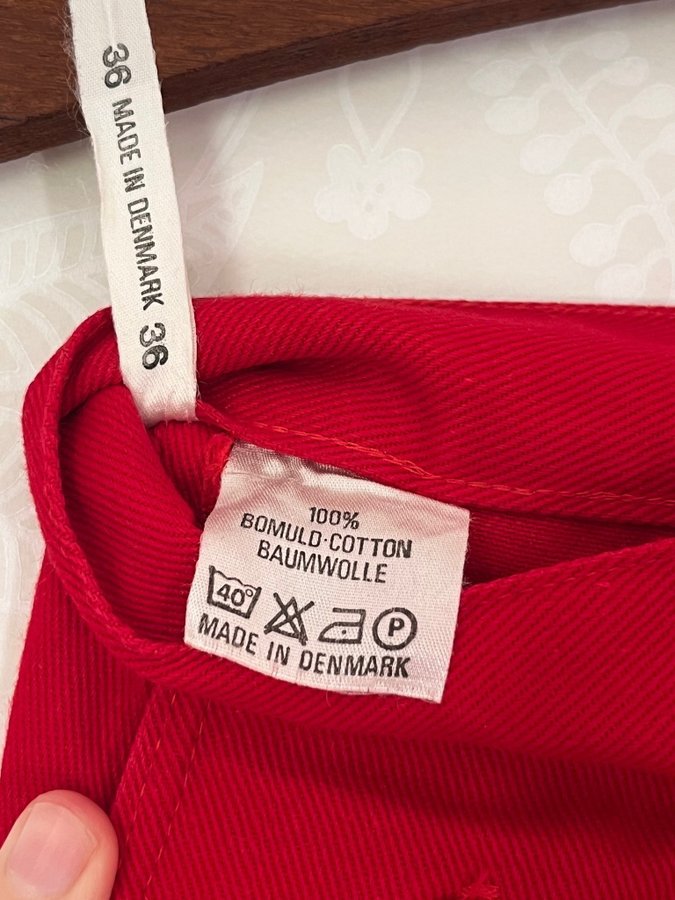 36 MADE IN DENMARK 36
100%
BOMULD·COTTON
BAUMWOLLE
40° P
MADE IN DENMARK